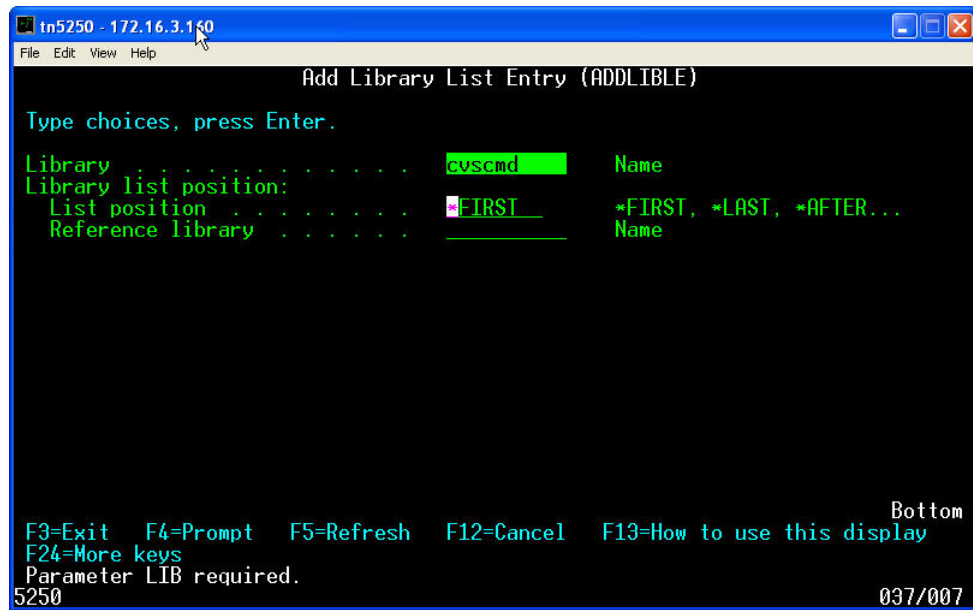 tn5250 - 172.16.3.160
File Edit View Help
Add Library List Entry (ADDLIBLE)
Type choices, press Enter.
Library . . . . . . . . . . . . cvscmd Name
Library list position:
List position . . . . . . . . *FIRST__ *FIRST, *LAST, *AFTER...
Reference library . . . . . . __________ Name
Bottom
F3=Exit F4=Prompt F5=Refresh F12=Cancel F13=How to use this display
F24=More keys
Parameter LIB required.
5250 037/007